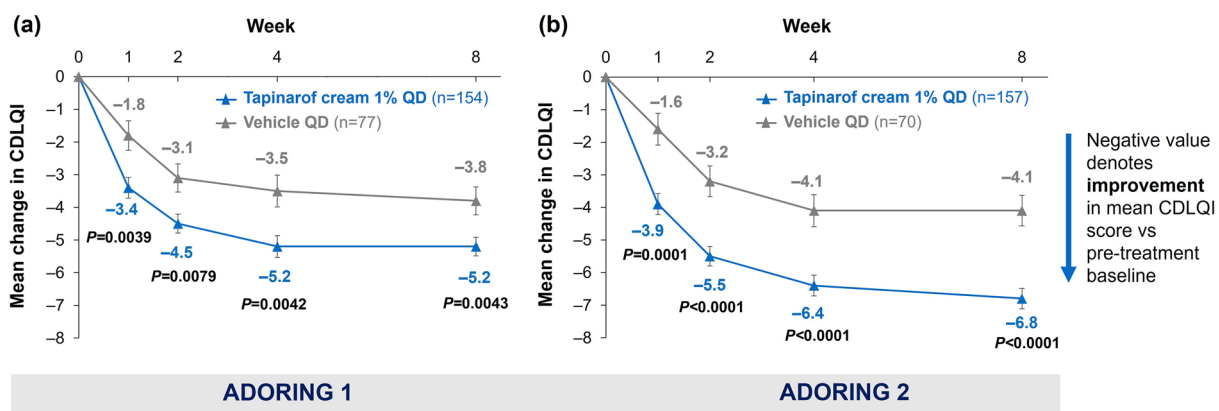 (a)
Week
0 1 2 4 8
Mean change in CDLQI
0
–1
–2
–3
–4
–5
–6
–7
–8
Tapinarof cream 1% QD (n=154)
Vehicle QD (n=77)
–1.8
–3.1
–3.5
–3.8
–3.4
P=0.0039
–4.5
P=0.0079
–5.2
P=0.0042
–5.2
P=0.0043
ADORING 1
(b)
Week
0 1 2 4 8
Mean change in CDLQI
0
–1
–2
–3
–4
–5
–6
–7
–8
Tapinarof cream 1% QD (n=157)
Vehicle QD (n=70)
–1.6
–3.2
–4.1
–4.1
–3.9
P=0.0001
–5.5
P<0.0001
–6.4
P<0.0001
–6.8
P<0.0001
ADORING 2
Negative value
denotes
improvement
in mean CDLQI
score vs
pre-treatment
baseline